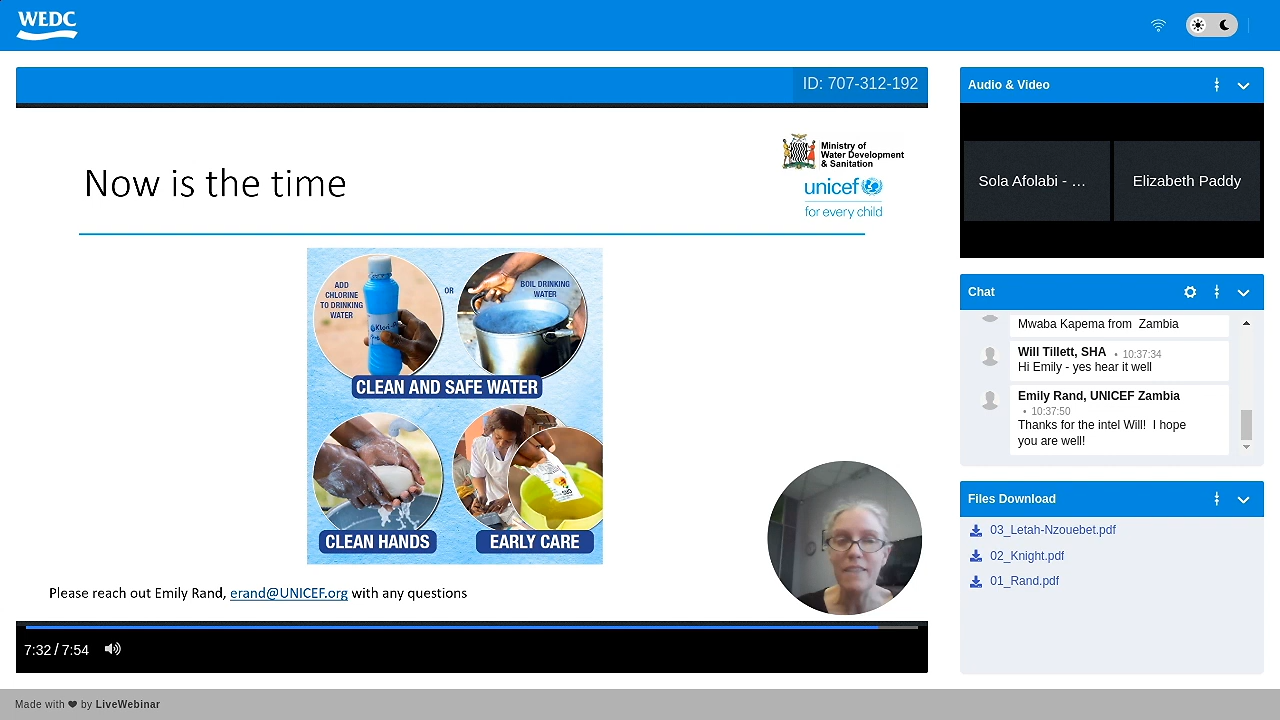 WEDC
ID: 707-312-192
Now is the time
Ministry of
Water Development
& Sanitation
unicef
for every child
ADD
CHLORINE
TO DRINKING
WATER
OR
BOIL DRINKING
WATER
Klorin
CLEAN AND SAFE WATER
CLEAN HANDS
EARLY CARE
Please reach out Emily Rand, erand@UNICEF.org with any questions
7:32 / 7:54
Audio & Video
Sola Afolabi - …
Elizabeth Paddy
Chat
Mwaba Kapema from  Zambia
Will Tillett, SHA • 10:37:34
Hi Emily - yes hear it well
Emily Rand, UNICEF Zambia
• 10:37:50
Thanks for the intel Will!  I hope
you are well!
Files Download
03_Letah-Nzouebet.pdf
02_Knight.pdf
01_Rand.pdf
Made with ❤ by LiveWebinar